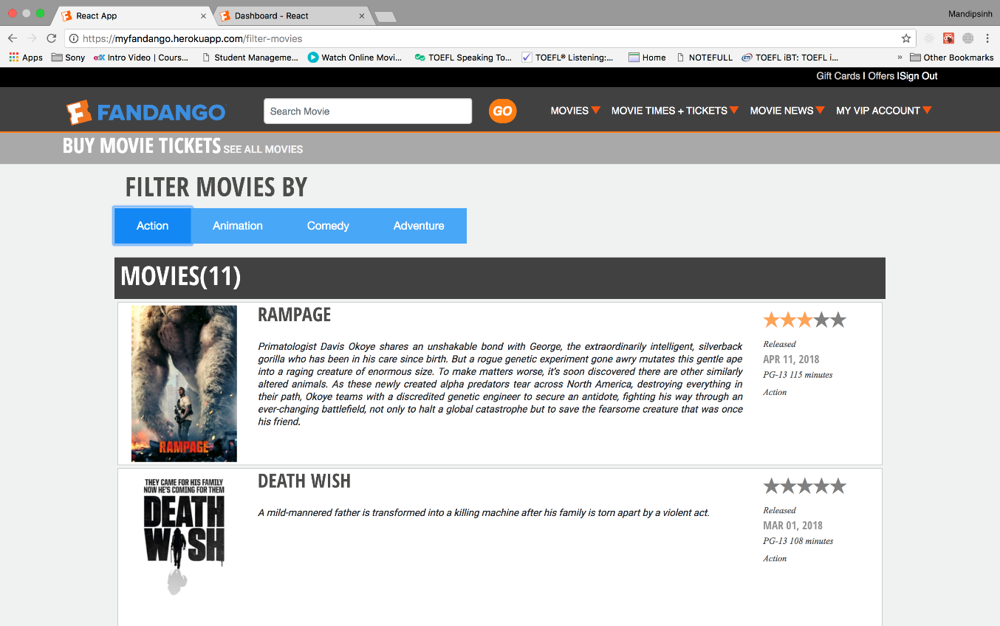 React App
Dashboard - React
Mandipsinh
https://myfandango.herokuapp.com/filter-movies
Apps
Sony
edX Intro Video | Cours...
Student Manageme...
Watch Online Movi...
TOEFL Speaking To...
TOEFL® Listening:...
Home
NOTEFULL
ETS TOEFL iBT: TOEFL i...
» Other Bookmarks
Gift Cards I Offers ISign Out
F FANDANGO
Search Movie
GO
MOVIES
MOVIE TIMES + TICKETS
MOVIE NEWS
MY VIP ACCOUNT
BUY MOVIE TICKETS SEE ALL MOVIES
FILTER MOVIES BY
Action
Animation
Comedy
Adventure
MOVIES(11)
RAMPAGE
RAMPAGE
Primatologist Davis Okoye shares an unshakable bond with George, the extraordinarily intelligent, silverback
gorilla who has been in his care since birth. But a rogue genetic experiment gone awry mutates this gentle ape
into a raging creature of enormous size. To make matters worse, it's soon discovered there are other similarly
altered animals. As these newly created alpha predators tear across North America, destroying everything in
their path, Okoye teams with a discredited genetic engineer to secure an antidote, fighting his way through an
ever-changing battlefield, not only to halt a global catastrophe but to save the fearsome creature that was once
his friend.
Released
APR 11, 2018
PG-13 115 minutes
Action
THEY CAME FOR HIS FAMILY
NOW HE'S COMING FOR THEM
DEATH
WISH
DEATH WISH
A mild-mannered father is transformed into a killing machine after his family is torn apart by a violent act.
Released
MAR 01, 2018
PG-13 108 minutes
Action